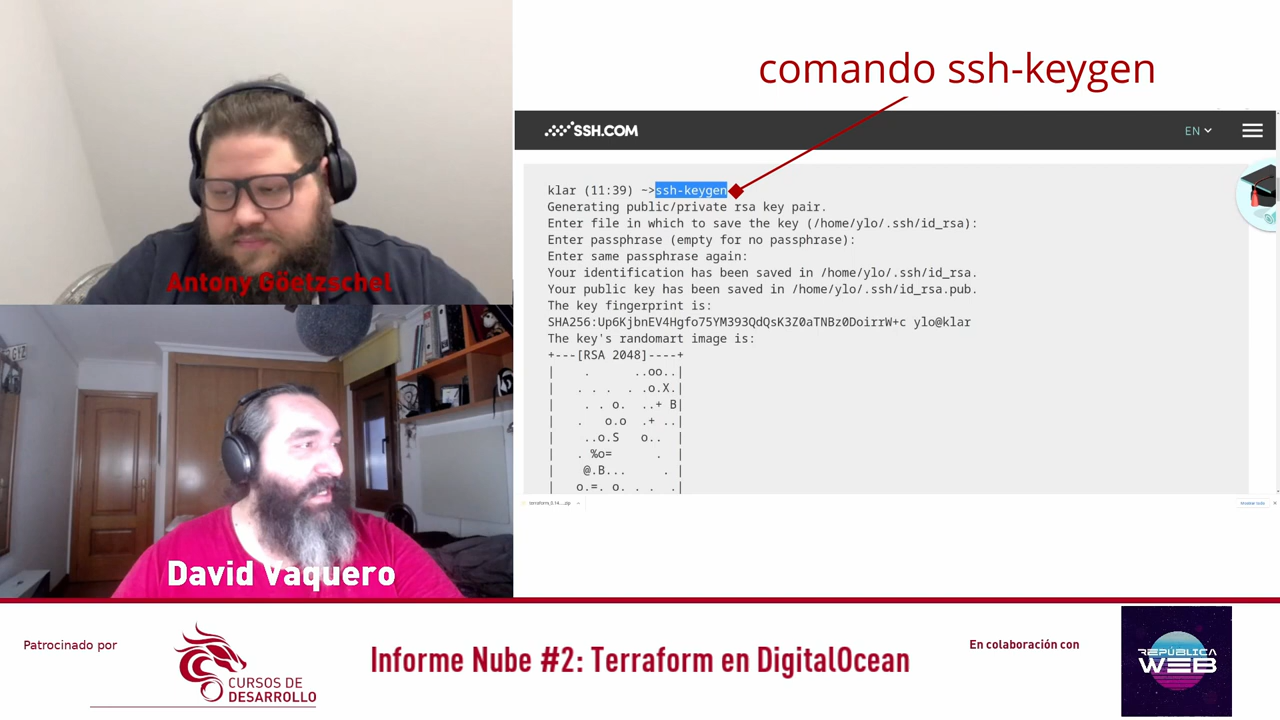 comando ssh-keygen
SSH.COM
EN
klar (11:39) ~>ssh-keygen
Generating public/private rsa key pair.
Enter file in which to save the key (/home/ylo/.ssh/id_rsa):
Enter passphrase (empty for no passphrase):
Enter same passphrase again:
Your identification has been saved in /home/ylo/.ssh/id_rsa.
Your public key has been saved in /home/ylo/.ssh/id_rsa.pub.
The key fingerprint is:
SHA256:Up6KjbnEV4Hgfo75YM393QdQsK3Z0aTNBz0DoirrW+c ylo@klar
The key's randomart image is:
+---[RSA 2048]----+
|    .      ..oo..|
|   . . .  . .o.X.|
|    . . o.  ..+ B|
|   .   o.o  .+ ..|
|    ..o.S   o..  |
|   . %o=      .  |
|    @.B...     . |
|   o.=. o. . .  .|
Antony Göetzschel
David Vaquero
Patrocinado por
CURSOS DE
DESARROLLO
Informe Nube #2: Terraform en DigitalOcean
En colaboración con
REPÚBLICA
WEB